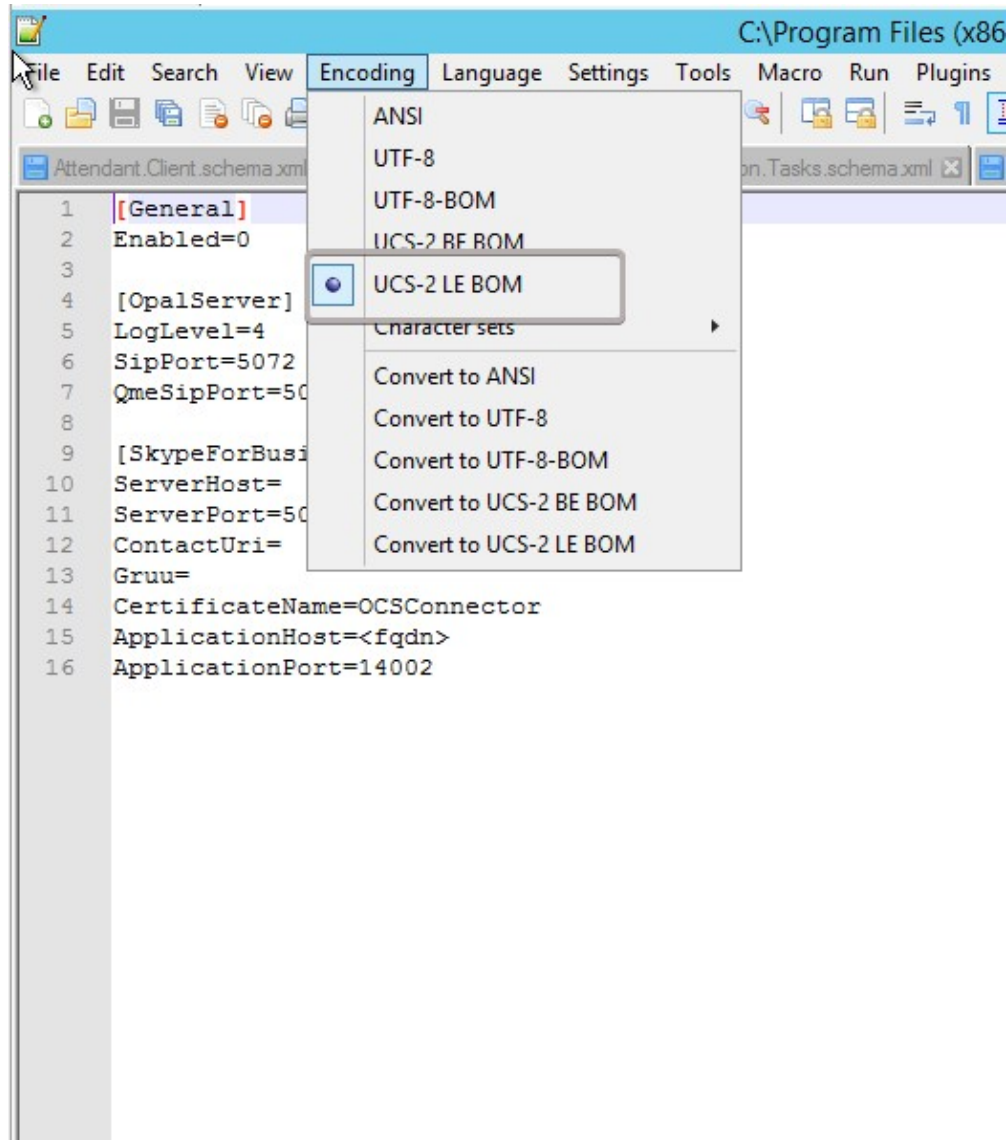 C:\Program Files (x86
File Edit Search View Encoding Language Settings Tools Macro Run Plugins
Attendant.Client.schema.xml
on.Tasks.schema.xml
ANSI
UTF-8
UTF-8-BOM
UCS-2 BE BOM
UCS-2 LE BOM
Character sets
Convert to ANSI
Convert to UTF-8
Convert to UTF-8-BOM
Convert to UCS-2 BE BOM
Convert to UCS-2 LE BOM
1 [General]
2 Enabled=0
3
4 [OpalServer]
5 LogLevel=4
6 SipPort=5072
7 QmeSipPort=50
8
9 [SkypeForBusi
10 ServerHost=
11 ServerPort=50
12 ContactUri=
13 Gruu=
14 CertificateName=OCSConnector
15 ApplicationHost=<fqdn>
16 ApplicationPort=14002